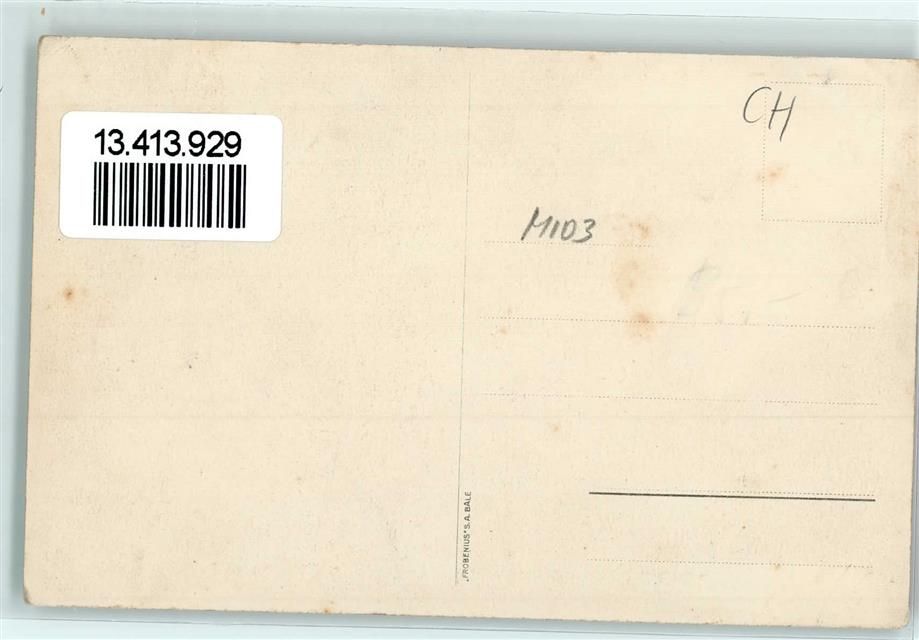 13.413.929
CH
M103
„FROBENIUS" S. A. BÂLE